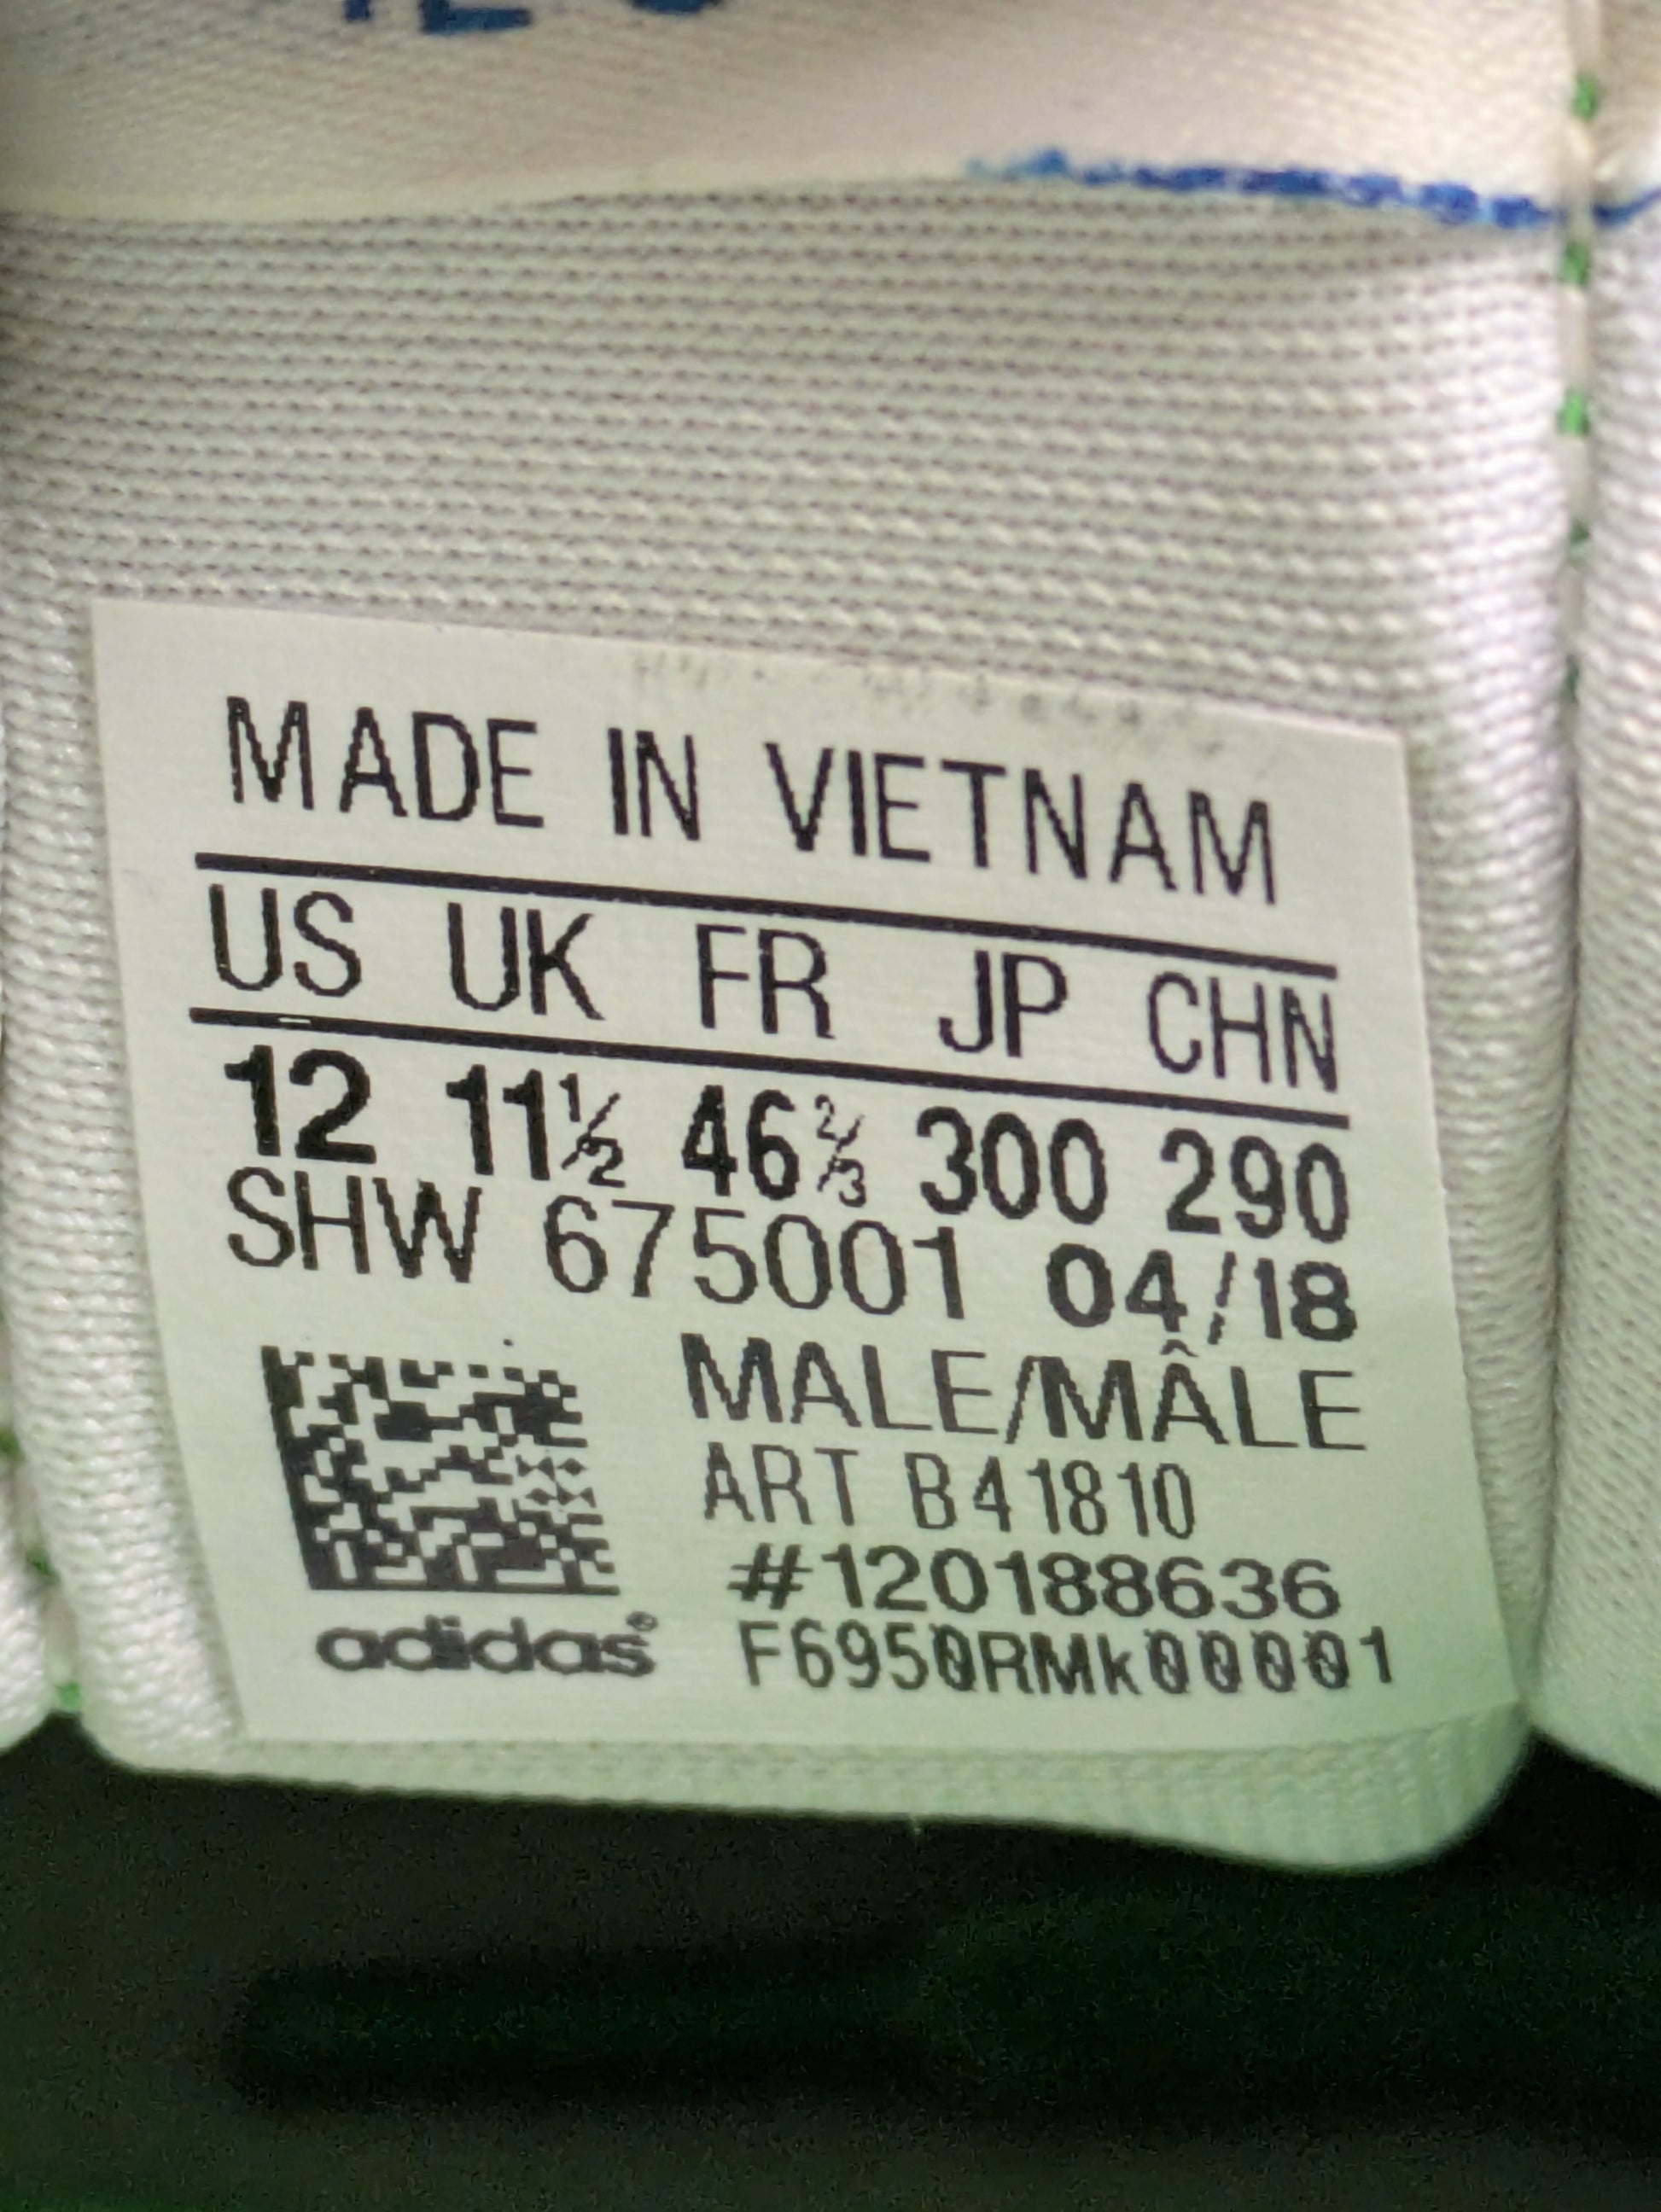 MADE IN VIETNAM
US UK FR JP CHN
12 11½ 46⅔ 300 290
SHW 675001 04/18
MALE/MÂLE
ART B41810
#120188636
adidas® F6950RMk00001